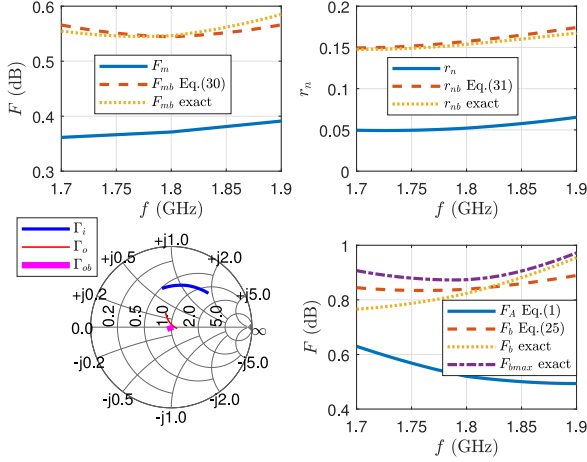 0.6
0.5
0.4
0.3
F (dB)
F_m
F_mb Eq.(30)
F_mb exact
1.7 1.75 1.8 1.85 1.9
f (GHz)
0.2
0.15
0.1
0.05
0
r_n
r_n
r_nb Eq.(31)
r_nb exact
1.7 1.75 1.8 1.85 1.9
f (GHz)
Γ_i
Γ_o
Γ_ob
+j1.0
+j0.5 +j2.0
+j0.2 +j5.0
0.2 0.5 1.0 2.0 5.0
0.0 ∞
-j0.2 -j5.0
-j0.5 -j2.0
-j1.0
1
0.8
0.6
0.4
F (dB)
F_A Eq.(1)
F_b Eq.(25)
F_b exact
F_bmax exact
1.7 1.75 1.8 1.85 1.9
f (GHz)